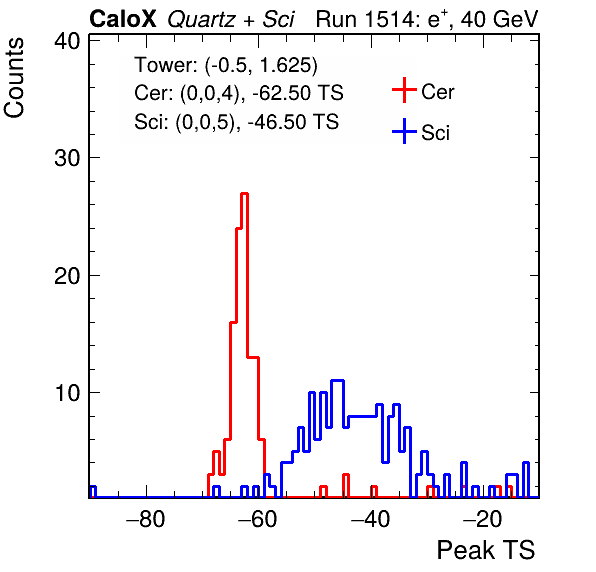 CaloX Quartz + Sci Run 1514: e⁺, 40 GeV
Counts
40
30
20
10
Tower: (-0.5, 1.625)
Cer: (0,0,4), -62.50 TS
Sci: (0,0,5), -46.50 TS
Cer
Sci
−80 −60 −40 −20
Peak TS